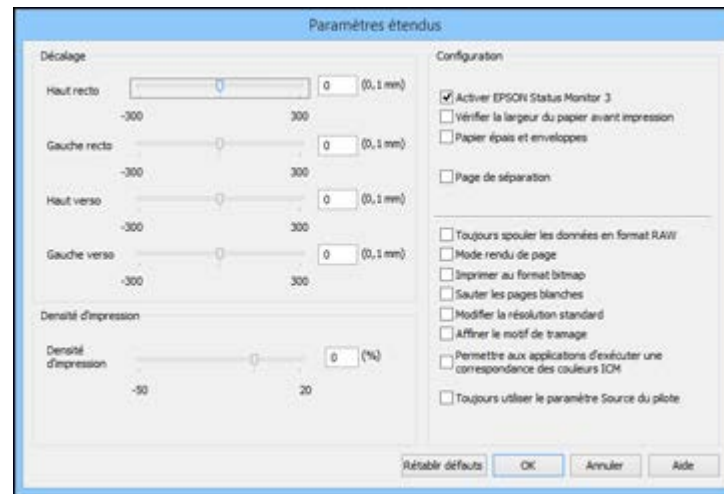 Paramètres étendus
Décalage
Haut recto
0
(0,1 mm)
-300
300
Gauche recto
0
(0,1 mm)
-300
300
Haut verso
0
(0,1 mm)
-300
300
Gauche verso
0
(0,1 mm)
-300
300
Densité d'impression
Densité
d'impression
0
(%)
-50
20
Configuration
Activer EPSON Status Monitor 3
Vérifier la largeur du papier avant impression
Papier épais et enveloppes
Page de séparation
Toujours spouler les données en format RAW
Mode rendu de page
Imprimer au format bitmap
Sauter les pages blanches
Modifier la résolution standard
Affiner le motif de tramage
Permettre aux applications d'exécuter une
correspondance des couleurs ICM
Toujours utiliser le paramètre Source du pilote
Rétablir défauts
OK
Annuler
Aide